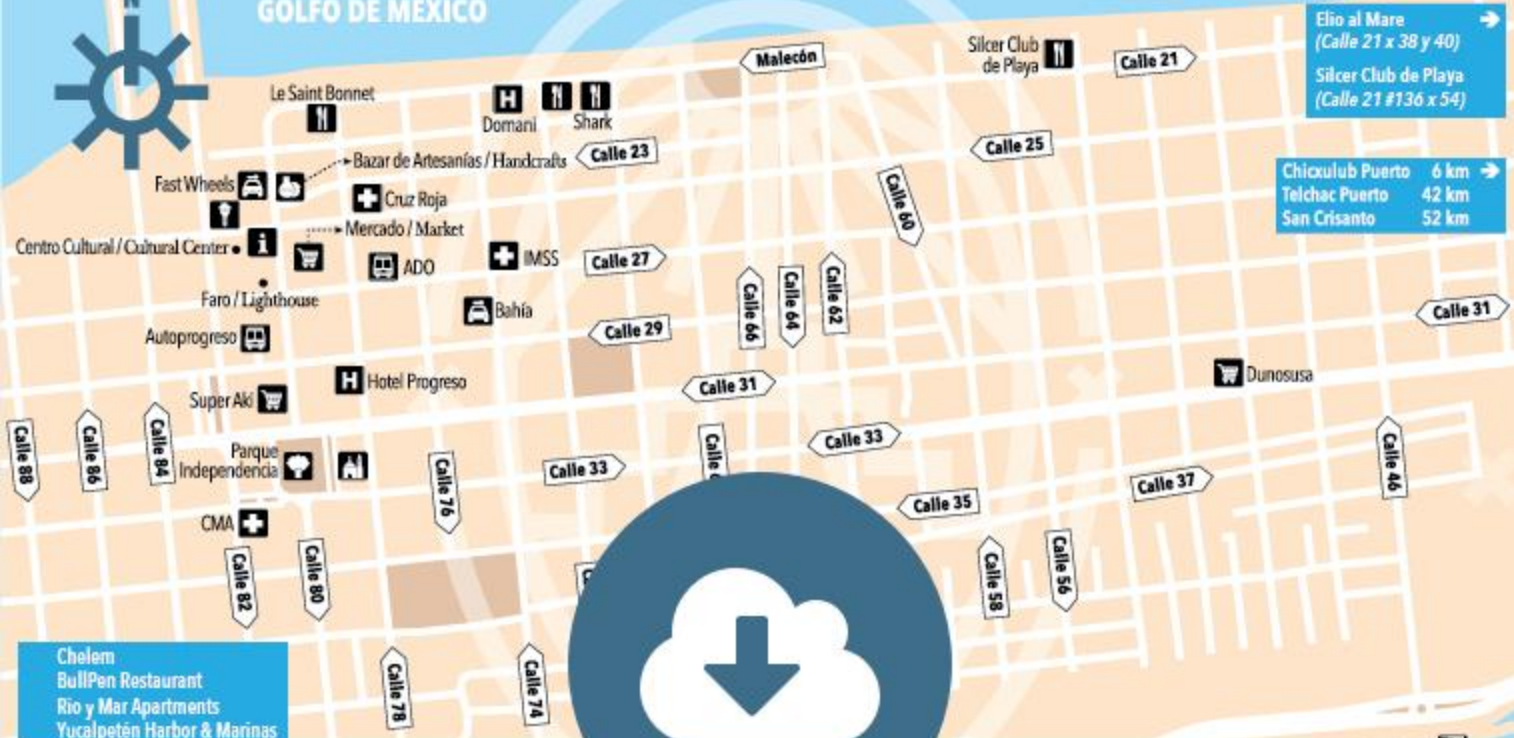 N
GOLFO DE MEXICO
Elio al Mare
(Calle 21 x 38 y 40)
Silcer Club de Playa
(Calle 21 #136 x 54)
Silcer Club
de Playa
Malecón
Calle 21
Le Saint Bonnet
H
Domani
Shark
Calle 23
Calle 25
Bazar de Artesanías / Handcrafts
Fast Wheels
Cruz Roja
Chicxulub Puerto 6 km
Telchac Puerto 42 km
San Crisanto 52 km
Calle 60
Mercado / Market
Centro Cultural / Cultural Center
i
ADO
IMSS
Calle 27
Faro / Lighthouse
Bahía
Calle 66
Calle 64
Calle 62
Calle 29
Calle 31
Autoprogreso
H
Hotel Progreso
Calle 31
Dunosusa
Super Aki
Calle 88
Calle 86
Calle 84
Parque
Independencia
Calle 76
Calle 33
Calle
Calle 33
Calle 35
Calle 37
Calle 46
CMA
Calle 82
Calle 80
Calle 58
Calle 56
Chelem
BullPen Restaurant
Rio y Mar Apartments
Yucalpetén Harbor & Marinas
Calle 78
Calle 74